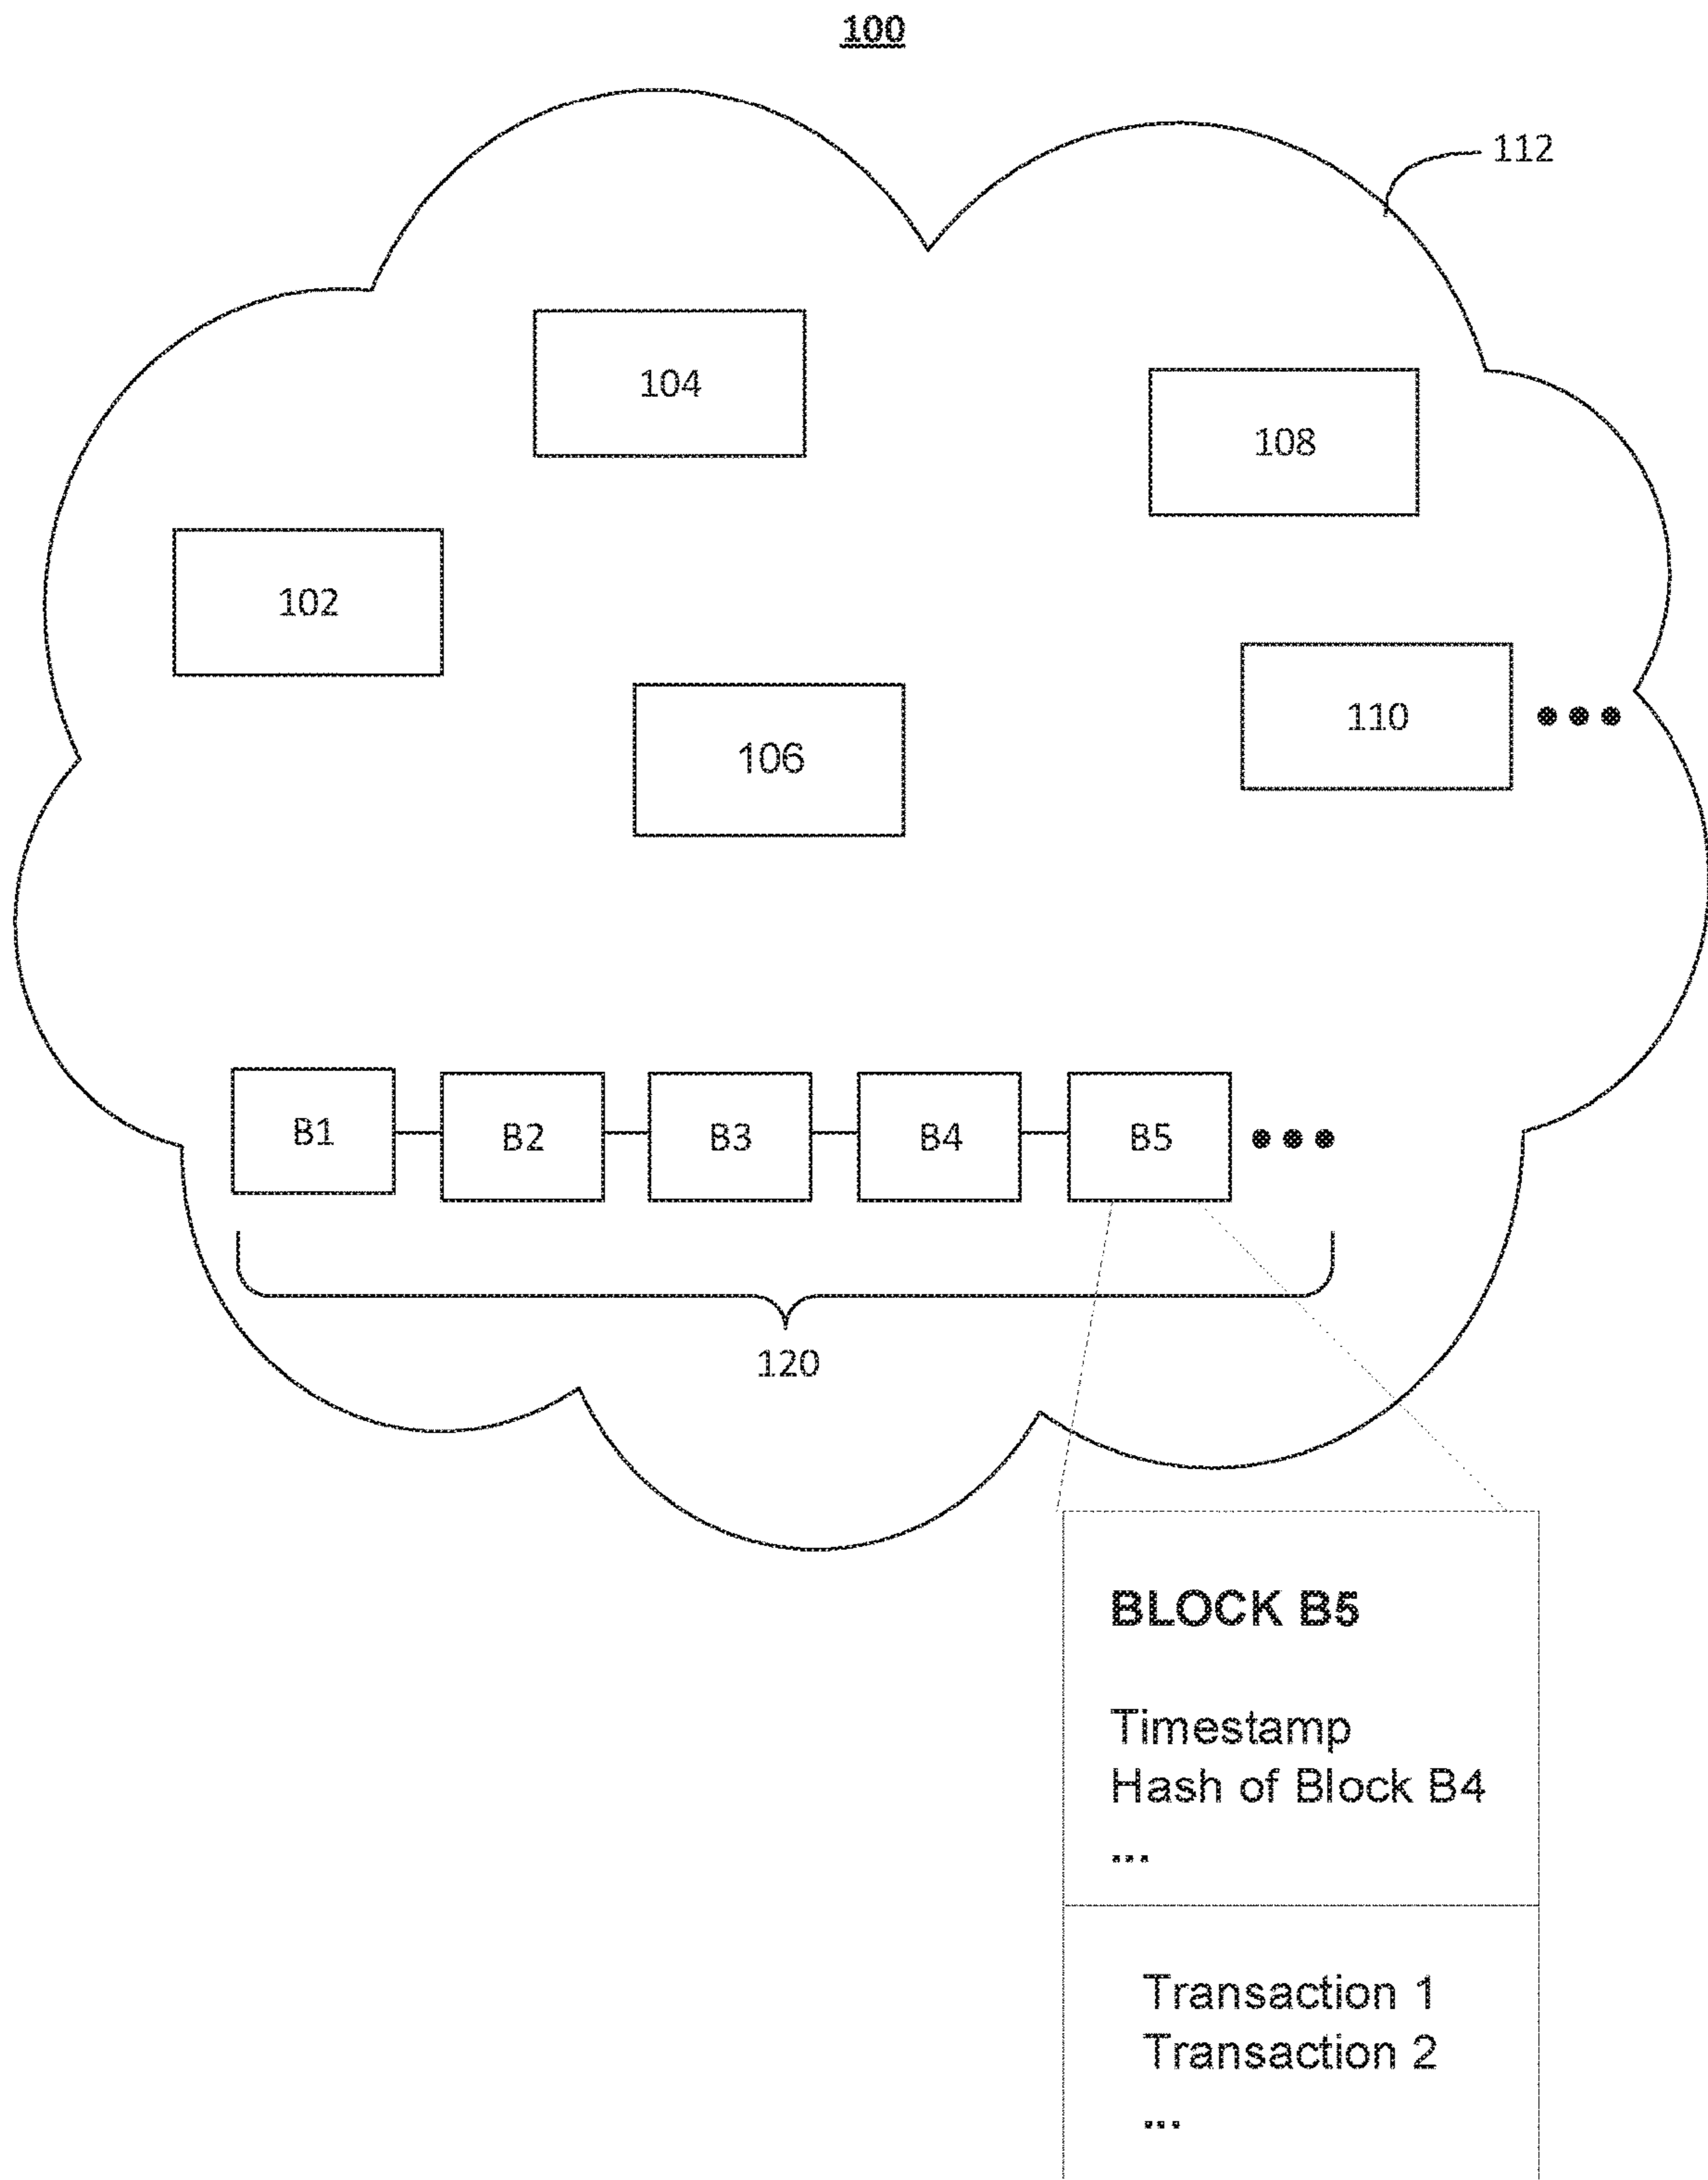 100
112
104
108
102
110
106
B1
B2
B3
B4
B5
120
BLOCK B5
Timestamp
Hash of Block B4
...
Transaction 1
Transaction 2
...